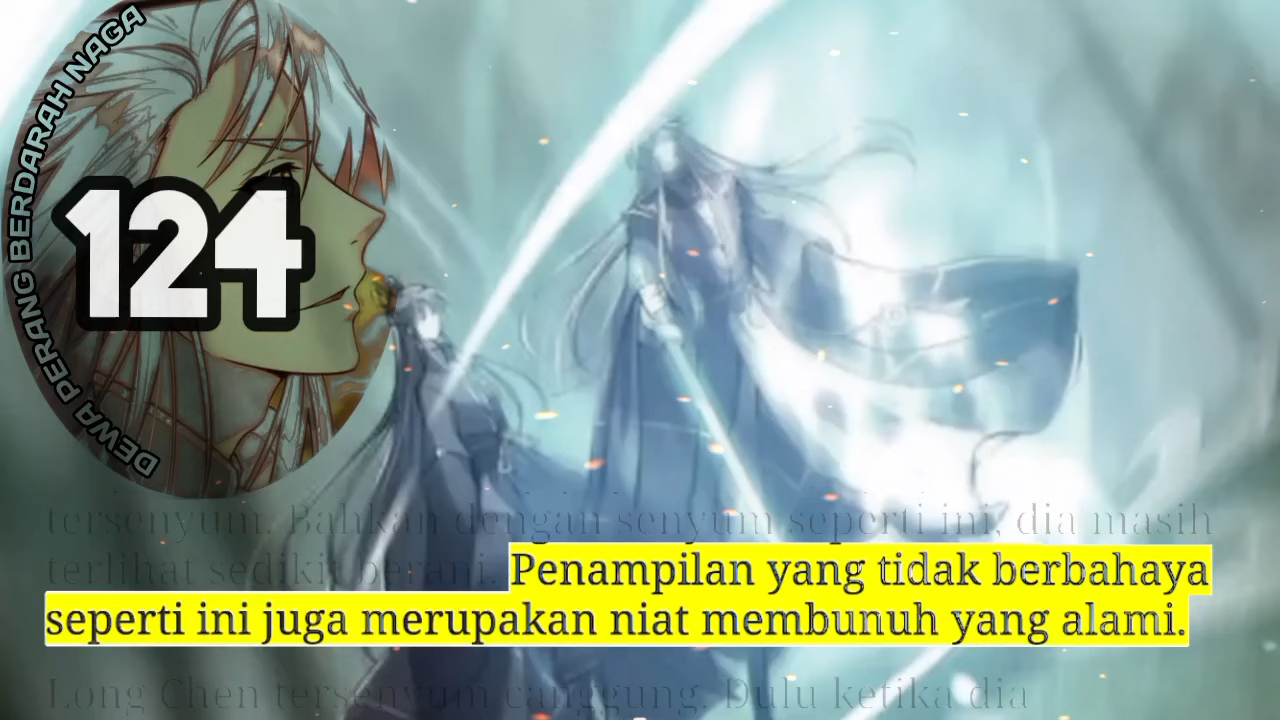 DEWA PERANG BERDARAH NAGA
124
tersenyum. Bahkan dengan senyum seperti ini, dia masih
terlihat sedikit berani. Penampilan yang tidak berbahaya
seperti ini juga merupakan niat membunuh yang alami.
Long Chen tersenyum canggung. Dulu ketika dia